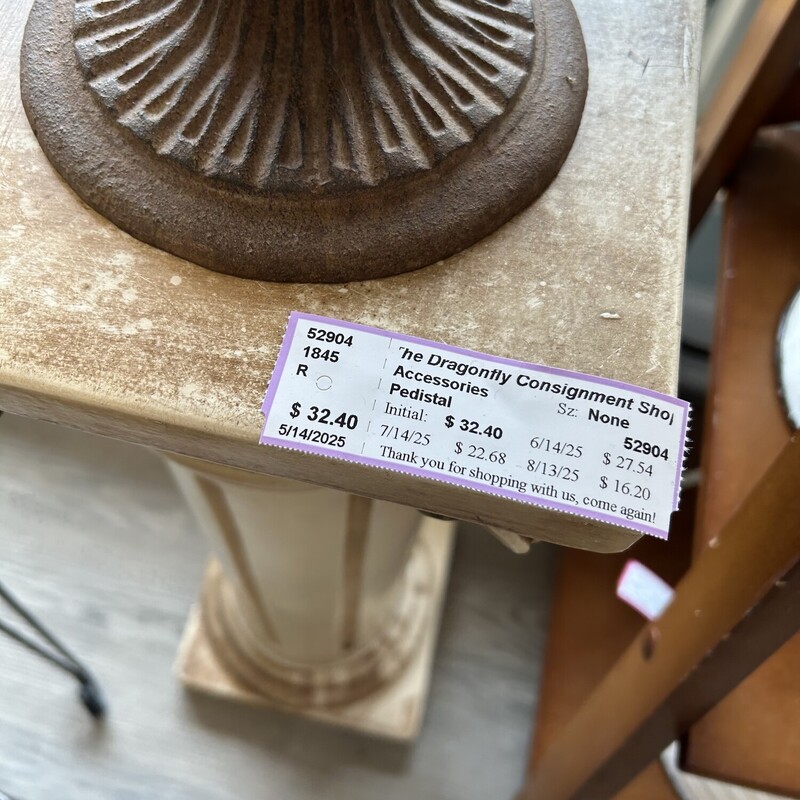 52904
1845
R
$ 32.40
5/14/2025
The Dragonfly Consignment Shop
Accessories
Pedistal
Sz: None
Initial: $ 32.40
52904
7/14/25 $ 22.68
6/14/25 $ 27.54
8/13/25 $ 16.20
Thank you for shopping with us, come again!